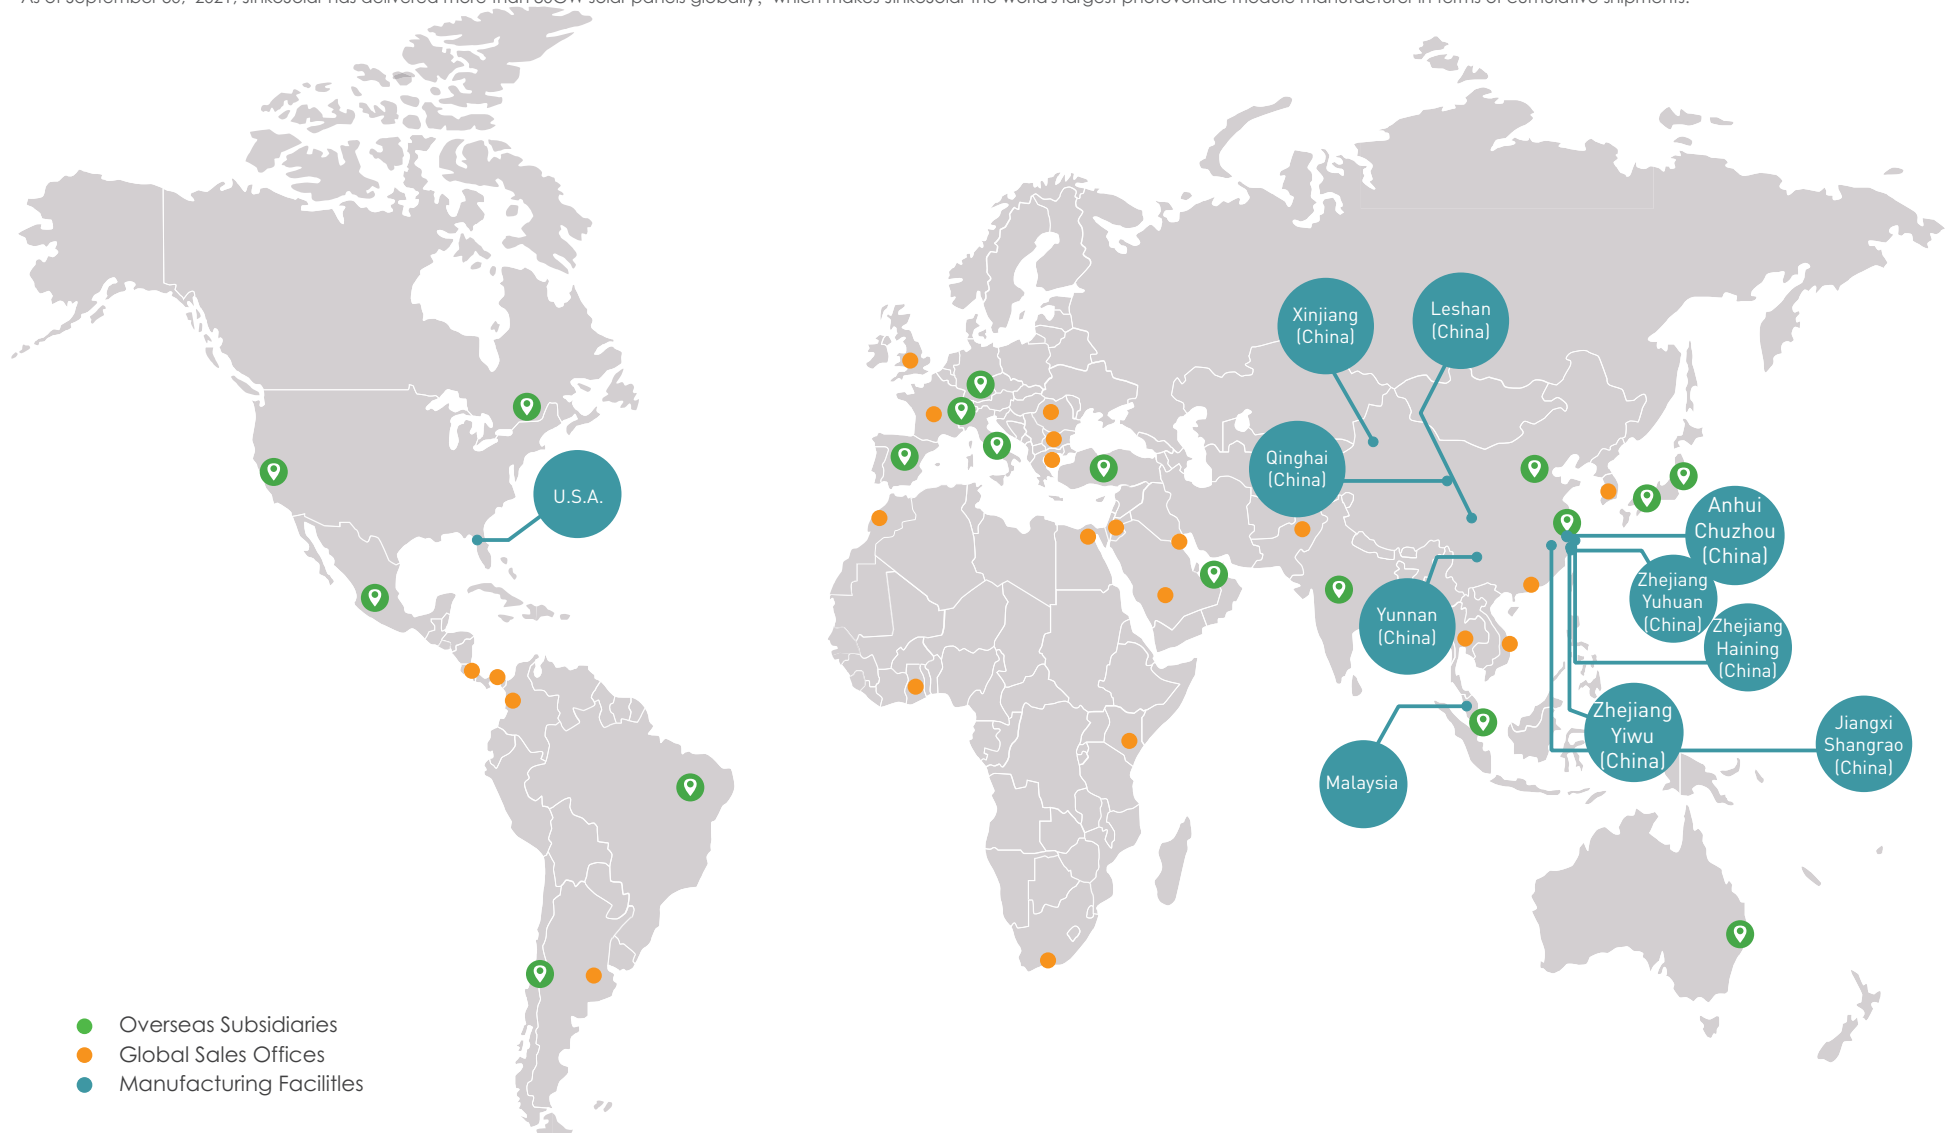 Xinjiang
(China)
Leshan
(China)
Qinghai
(China)
U.S.A.
Anhui
Chuzhou
(China)
Zhejiang
Yuhuan
(China)
Yunnan
(China)
Zhejiang
Haining
(China)
Zhejiang
Yiwu
(China)
Jiangxi
Shangrao
(China)
Malaysia
Overseas Subsidiaries
Global Sales Offices
Manufacturing Facilitles